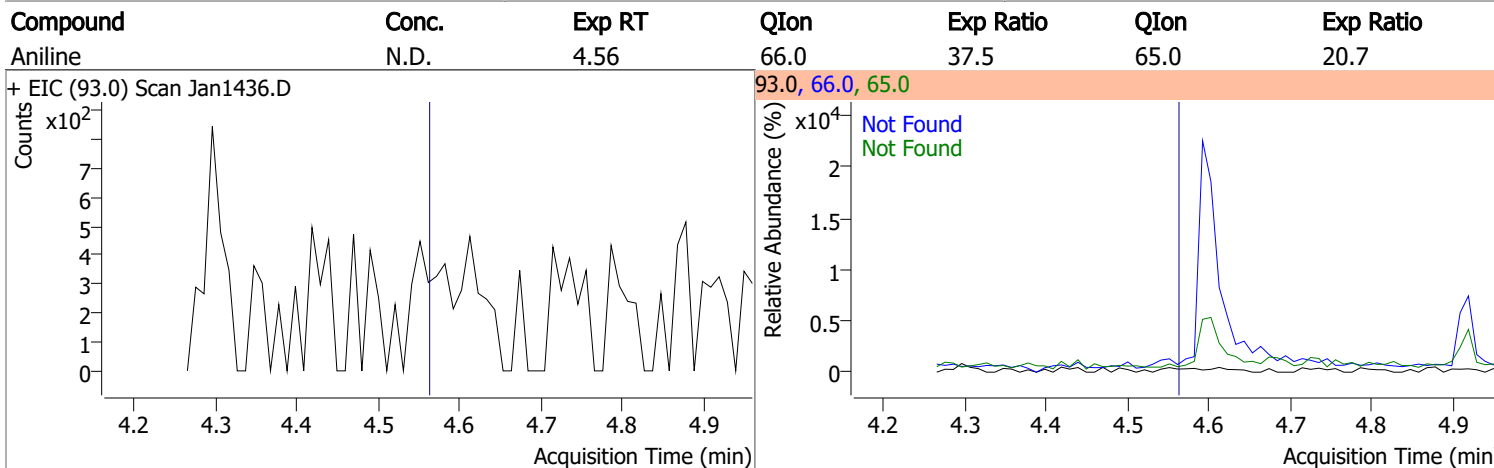 Compound Conc. Exp RT QIon Exp Ratio QIon Exp Ratio
Aniline N.D. 4.56 66.0 37.5 65.0 20.7
+ EIC (93.0) Scan Jan1436.D
Counts
x10²
7
6
5
4
3
2
1
0
4.2 4.3 4.4 4.5 4.6 4.7 4.8 4.9
Acquisition Time (min)
93.0, 66.0, 65.0
Relative Abundance (%)
x10⁴
Not Found
Not Found
2
1.5
1
0.5
0
4.2 4.3 4.4 4.5 4.6 4.7 4.8 4.9
Acquisition Time (min